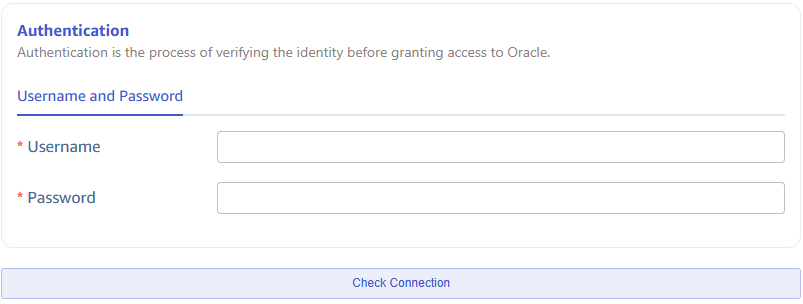 Authentication
Authentication is the process of verifying the identity before granting access to Oracle.
Username and Password
* Username
* Password
Check Connection